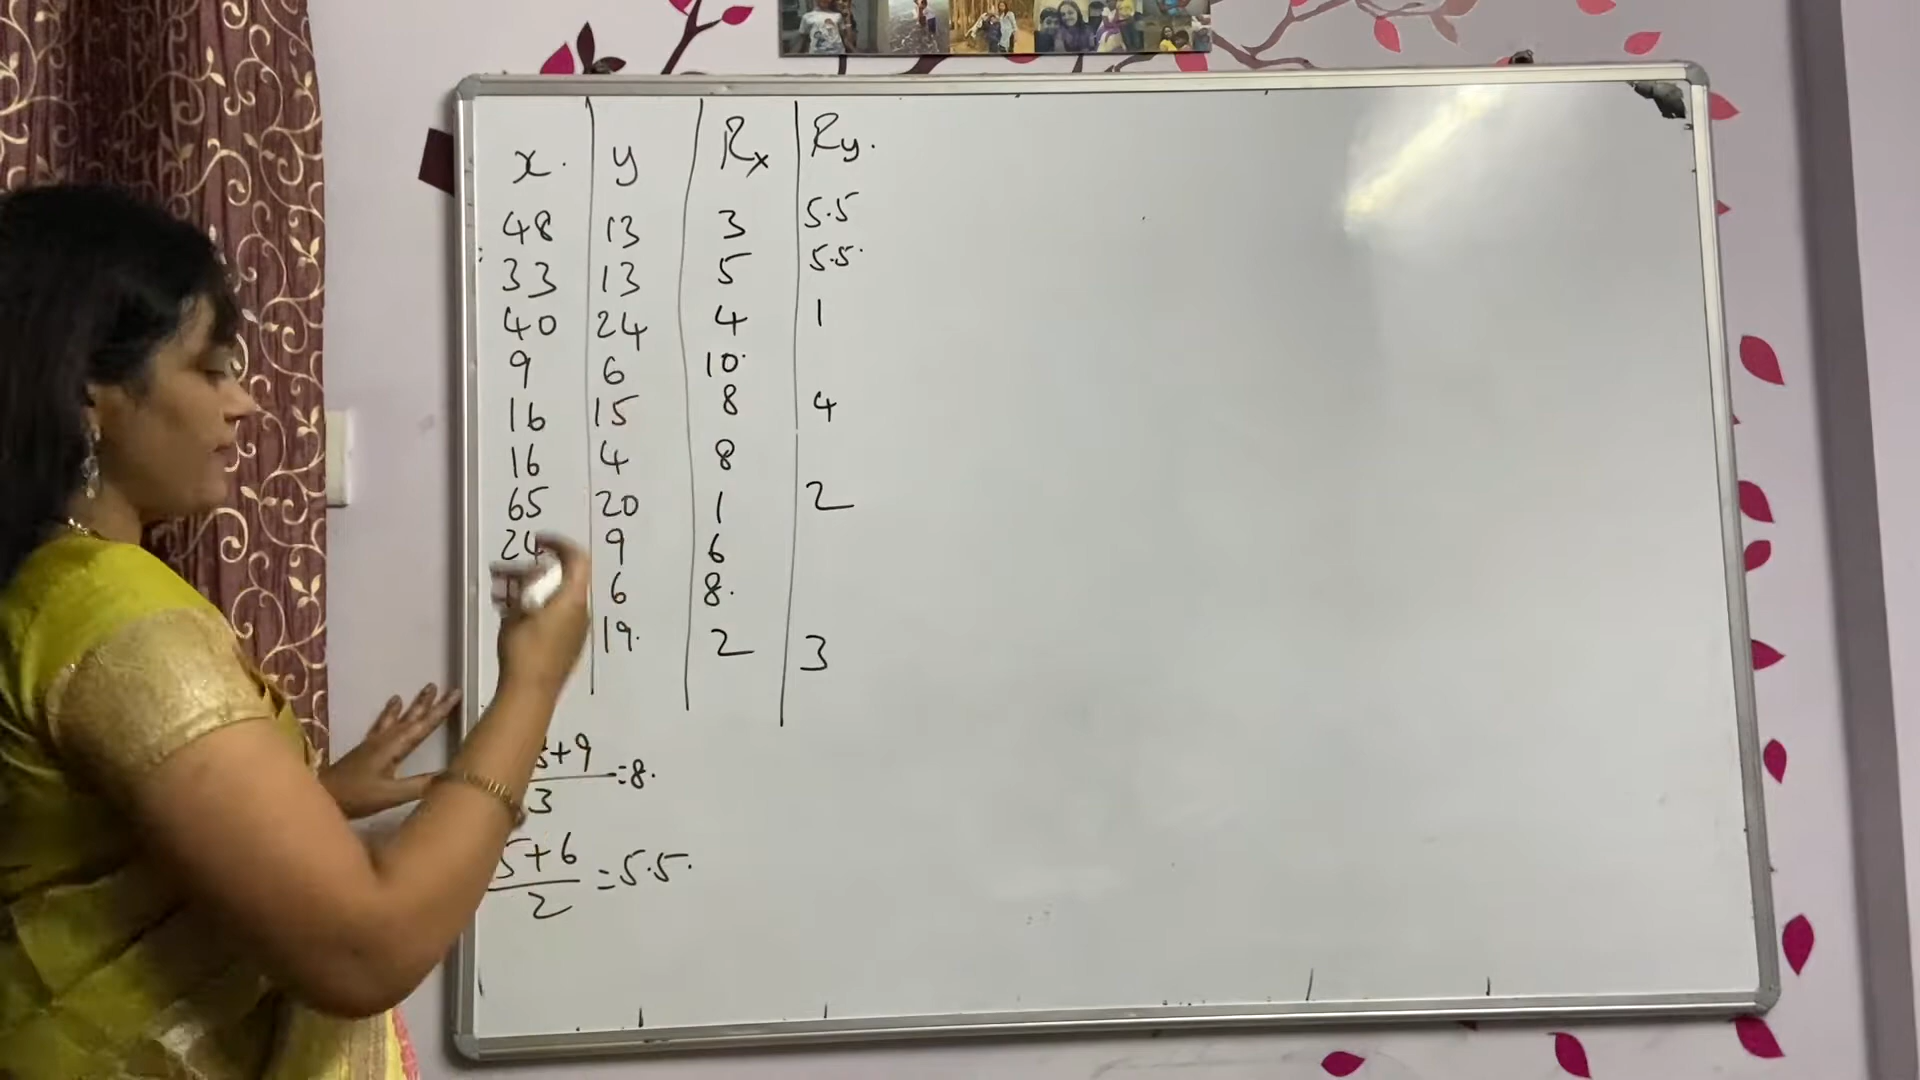 x. y Rx Ry.
48 13 3 5.5
33 13 5 5.5
40 24 4 1
9 6 10
16 15 8 4
16 4 8
65 20 1 2
24 9 6
6 8.
19. 2 3
+9
3 =8.
5+6
2 =5.5.